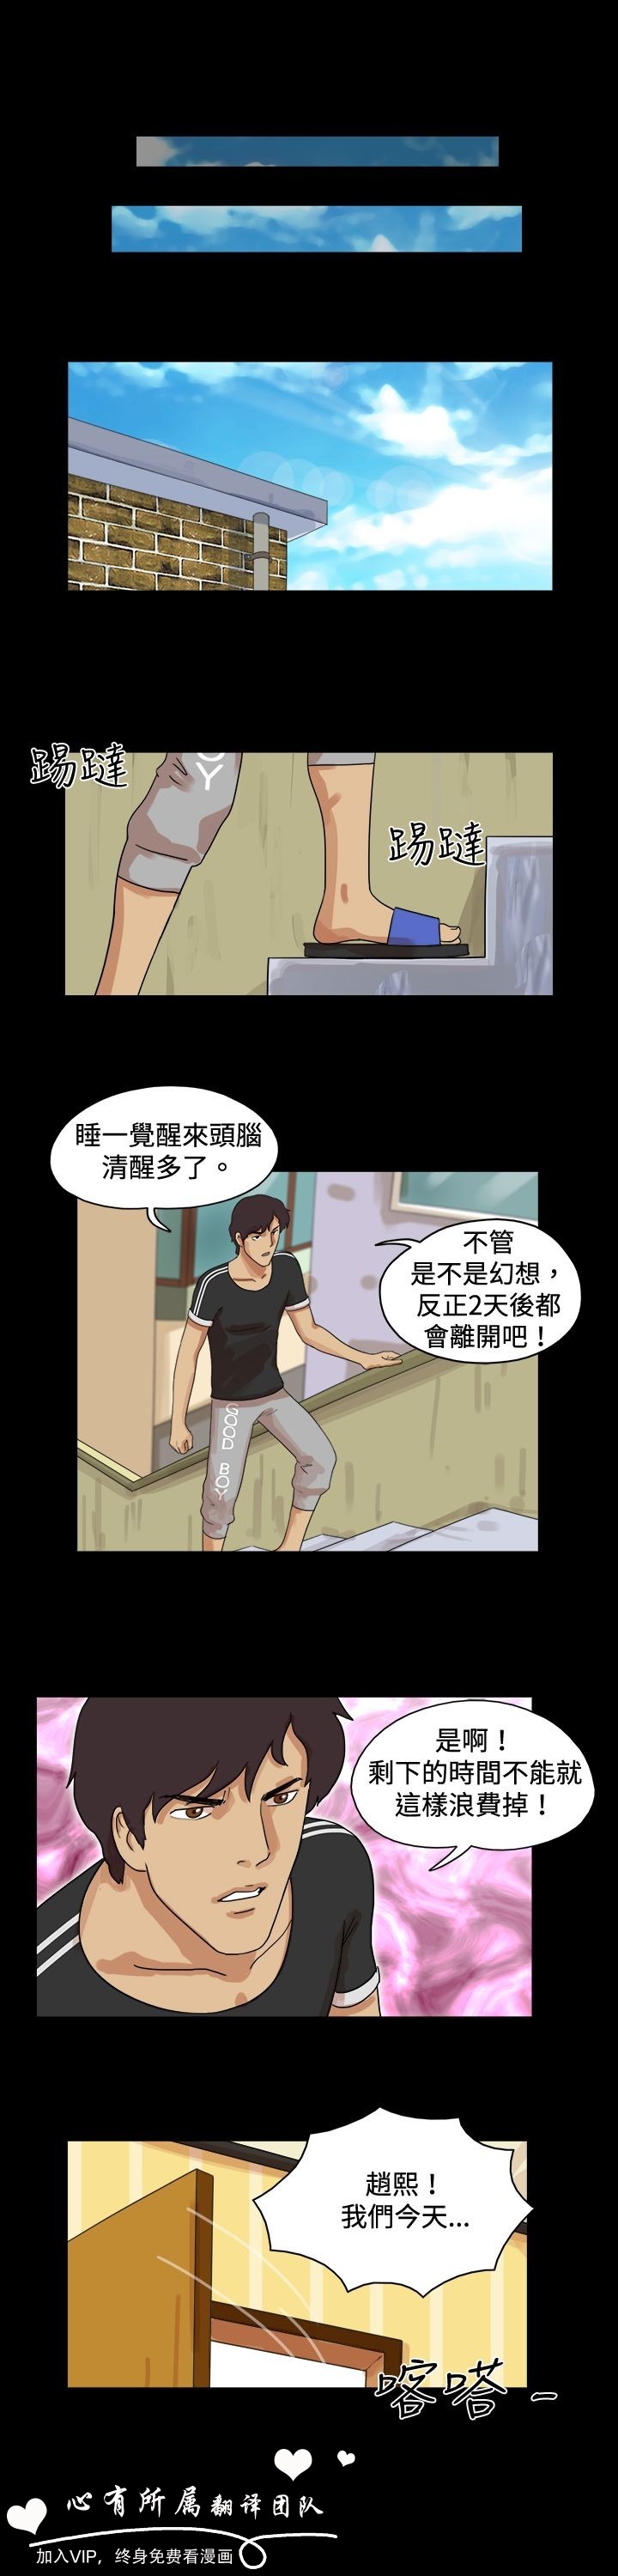 踢躂
OY
踢躂
睡一覺醒來頭腦
清醒多了。
不管
是不是幻想，
反正2天後都
會離開吧！
GOOD BOY
是啊！
剩下的時間不能就
這樣浪費掉！
趙熙！
我們今天...
喀嗒-
心有所属翻译团队
加入VIP，终身免费看漫画